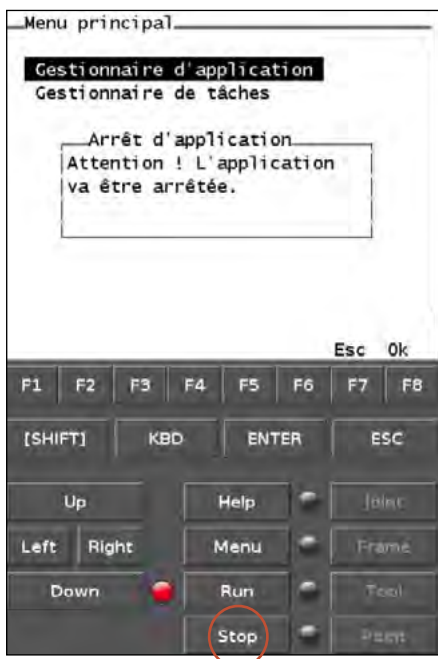 Menu principal
Gestionnaire d'application
Gestionnaire de tâches
Arrêt d'application
Attention ! L'application
va être arrêtée.
Esc Ok
F1 F2 F3 F4 F5 F6 F7 F8
[SHIFT] KBD ENTER ESC
Up Help Joint
Left Right Menu Frame
Down Run Tool
Stop Point